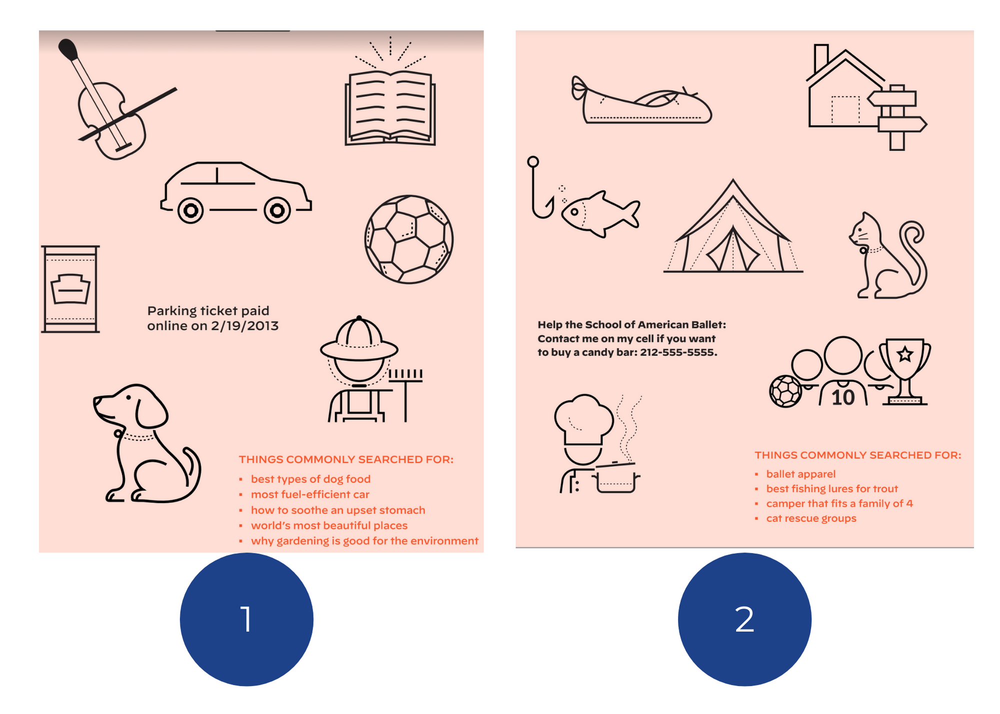 Parking ticket paid
online on 2/19/2013
THINGS COMMONLY SEARCHED FOR:
▪ best types of dog food
▪ most fuel-efficient car
▪ how to soothe an upset stomach
▪ world's most beautiful places
▪ why gardening is good for the environment
1
Help the School of American Ballet:
Contact me on my cell if you want
to buy a candy bar: 212-555-5555.
10
THINGS COMMONLY SEARCHED FOR:
▪ ballet apparel
▪ best fishing lures for trout
▪ camper that fits a family of 4
▪ cat rescue groups
2